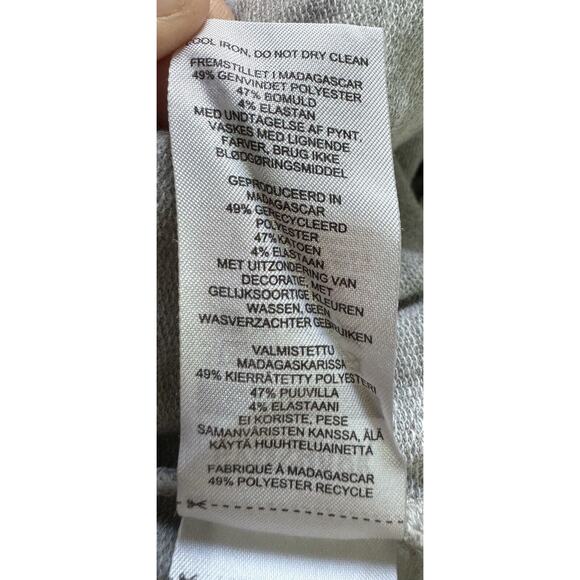 COOL IRON, DO NOT DRY CLEAN
FREMSTILLET I MADAGASCAR
49% GENVINDET POLYESTER
47% BOMULD
4% ELASTAN
MED UNDTAGELSE AF PYNT,
VASKES MED LIGNENDE
FARVER, BRUG IKKE
BLØDGØRINGSMIDDEL
GEPRODUCEERD IN
MADAGASCAR
49% GERECYCLEERD
POLYESTER
47% KATOEN
4% ELASTAAN
MET UITZONDERING VAN
DECORATIE, MET
GELIJKSOORTIGE KLEUREN
WASSEN, GEEN
WASVERZACHTER GEBRUIKEN
VALMISTETTU
MADAGASKARISSA
49% KIERRÄTETTY POLYESTERI
47% PUUVILLA
4% ELASTAANI
EI KORISTE, PESE
SAMANVÄRISTEN KANSSA, ÄLÄ
KÄYTÄ HUUHTELUAINETTA
FABRIQUÉ À MADAGASCAR
49% POLYESTER RECYCLE